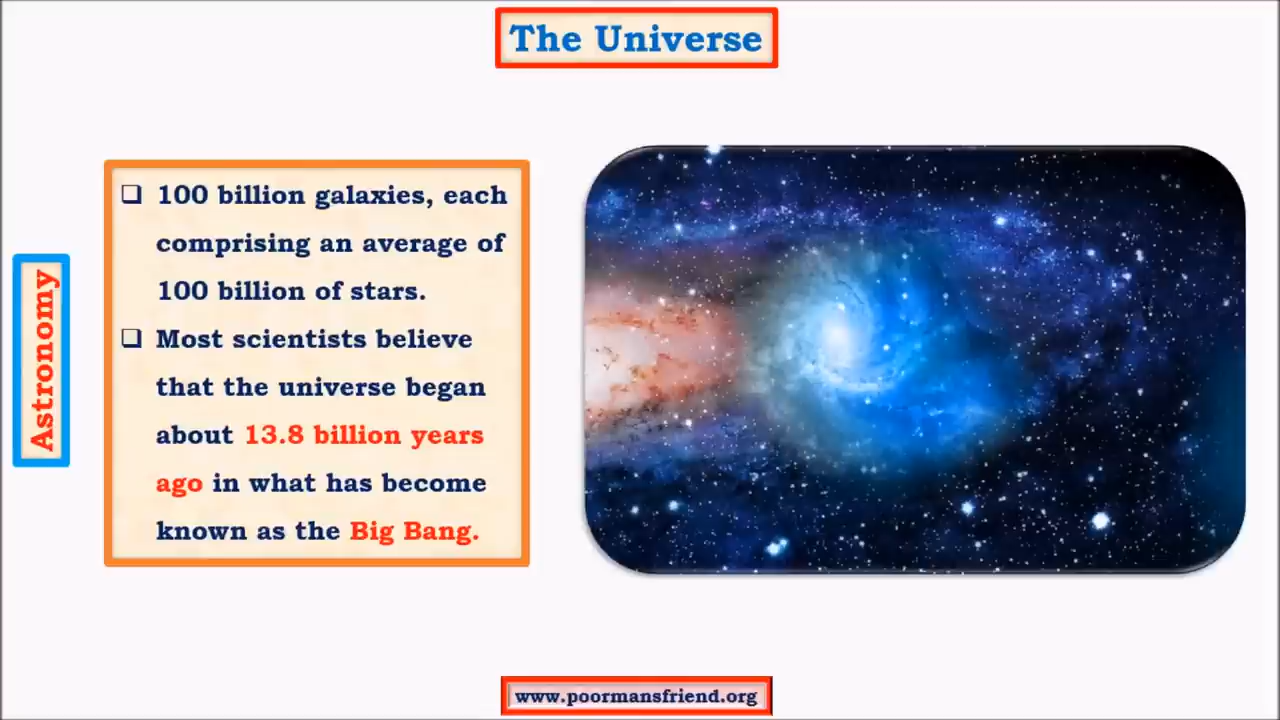 The Universe
Astronomy
❑ 100 billion galaxies, each
comprising an average of
100 billion of stars.
❑ Most scientists believe
that the universe began
about 13.8 billion years
ago in what has become
known as the Big Bang.
www.poormansfriend.org